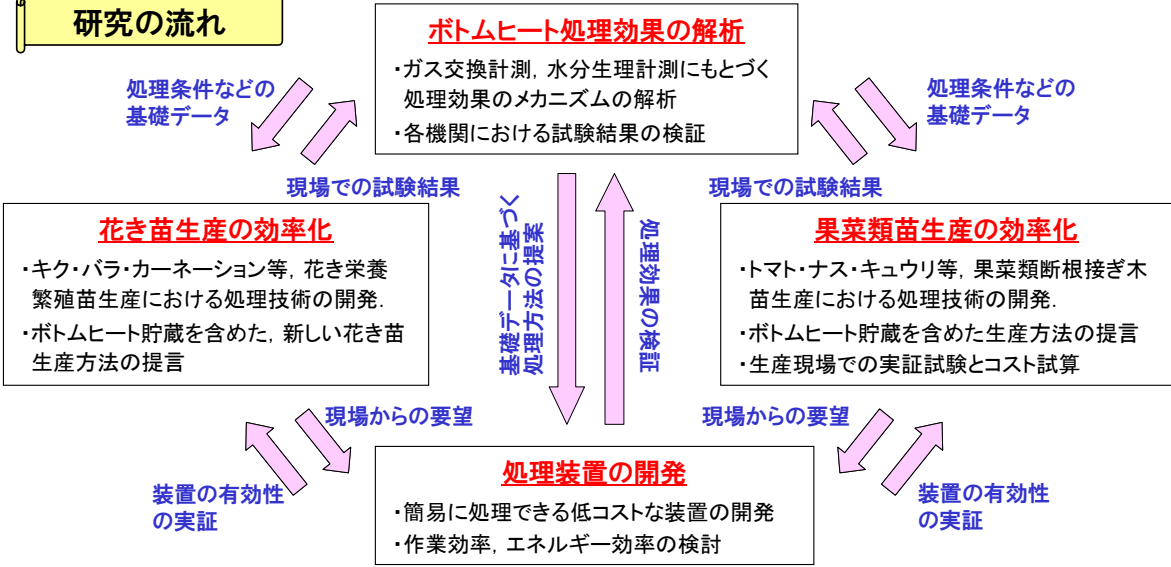 研究の流れ
ボトムヒート処理効果の解析
・ガス交換計測，水分生理計測にもとづく
処理効果のメカニズムの解析
・各機関における試験結果の検証
処理条件などの
基礎データ
処理条件などの
基礎データ
現場での試験結果
現場での試験結果
花き苗生産の効率化
・キク・バラ・カーネーション等，花き栄養
繁殖苗生産における処理技術の開発．
・ボトムヒート貯蔵を含めた，新しい花き苗
生産方法の提言
基礎データに基づく
処理方法の提案
処理効果の検証
果菜類苗生産の効率化
・トマト・ナス・キュウリ等，果菜類断根接ぎ木
苗生産における処理技術の開発．
・ボトムヒート貯蔵を含めた生産方法の提言
・生産現場での実証試験とコスト試算
現場からの要望
現場からの要望
装置の有効性
の実証
処理装置の開発
・簡易に処理できる低コストな装置の開発
・作業効率，エネルギー効率の検討
装置の有効性
の実証